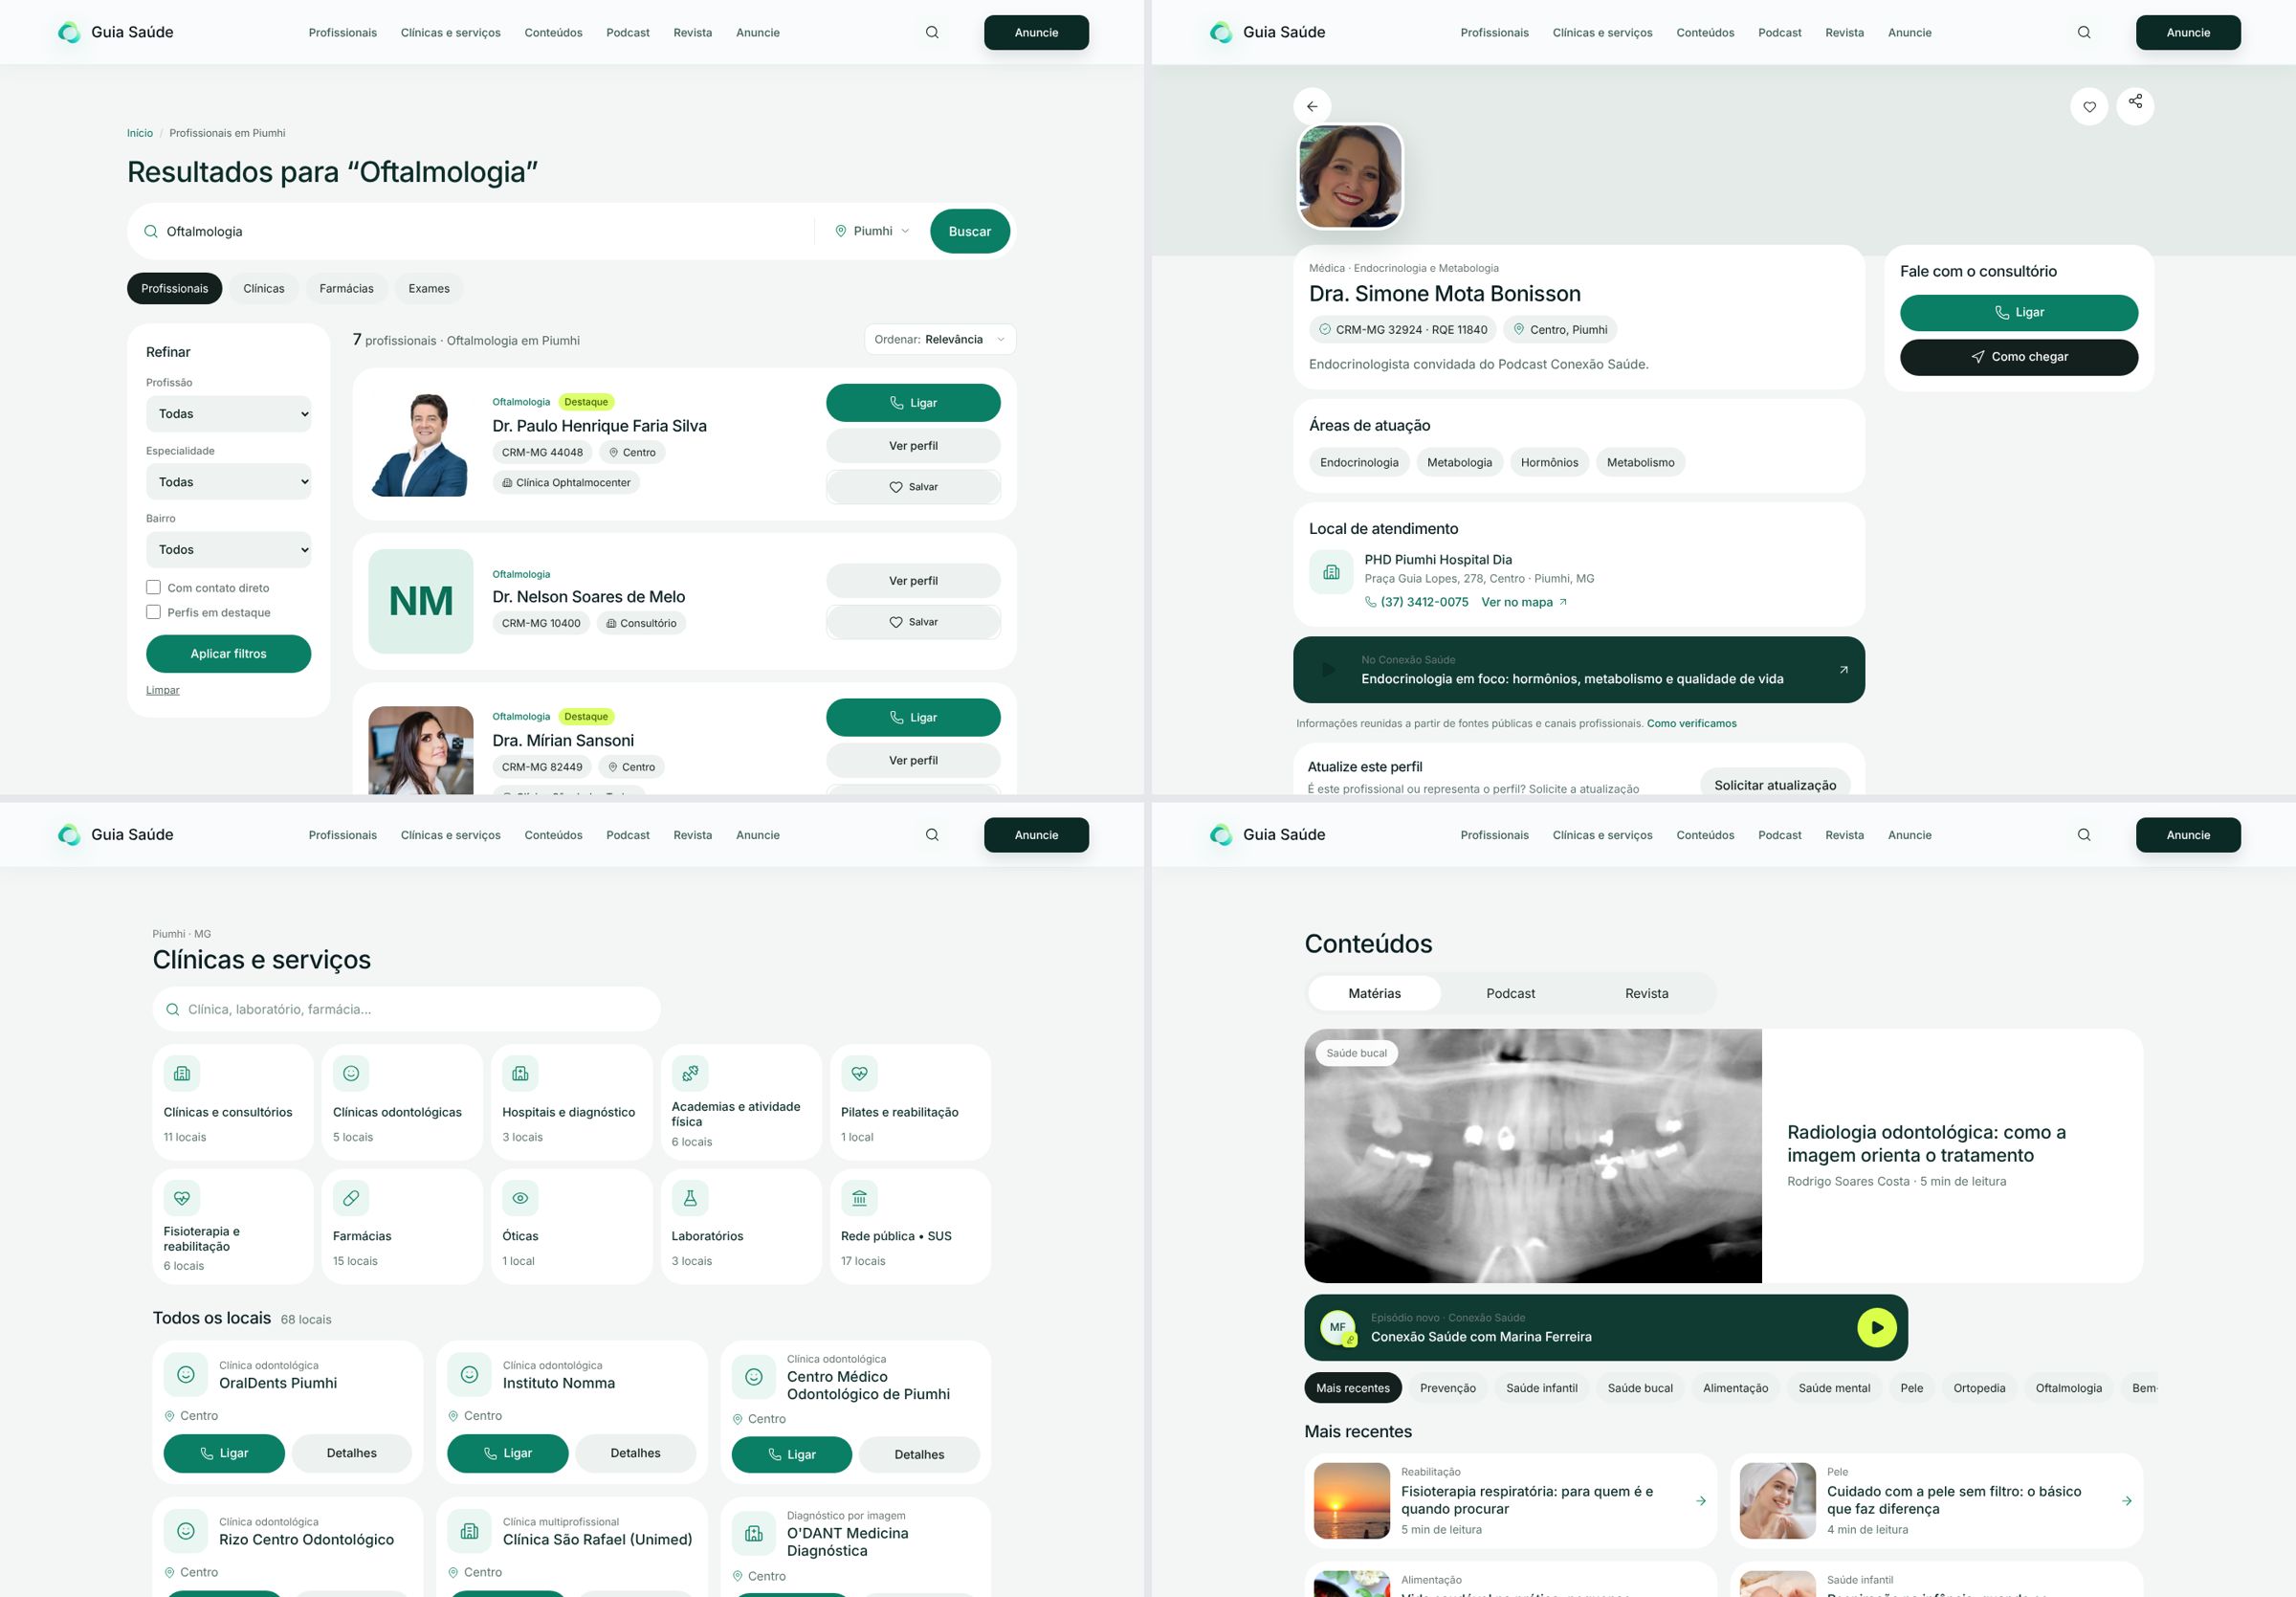 Guia Saúde
Profissionais
Clínicas e serviços
Conteúdos
Podcast
Revista
Anuncie
Anuncie
Início / Profissionais em Piumhi
Resultados para “Oftalmologia”
Oftalmologia
Piumhi
Buscar
Profissionais
Clínicas
Farmácias
Exames
Refinar
Profissão
Todas
Especialidade
Todas
Bairro
Todos
Com contato direto
Perfis em destaque
Aplicar filtros
Limpar
7 profissionais · Oftalmologia em Piumhi
Ordenar: Relevância
Oftalmologia Destaque
Dr. Paulo Henrique Faria Silva
CRM-MG 44048 Centro
Clínica Ophtalmocenter
Ligar
Ver perfil
Salvar
NM
Oftalmologia
Dr. Nelson Soares de Melo
CRM-MG 10400 Consultório
Ver perfil
Salvar
Oftalmologia Destaque
Dra. Mírian Sansoni
CRM-MG 82449 Centro
Ligar
Ver perfil
Guia Saúde
Profissionais
Clínicas e serviços
Conteúdos
Podcast
Revista
Anuncie
Anuncie
Médica · Endocrinologia e Metabologia
Dra. Simone Mota Bonisson
CRM-MG 32924 · RQE 11840 Centro, Piumhi
Endocrinologista convidada do Podcast Conexão Saúde.
Fale com o consultório
Ligar
Como chegar
Áreas de atuação
Endocrinologia
Metabologia
Hormônios
Metabolismo
Local de atendimento
PHD Piumhi Hospital Dia
Praça Guia Lopes, 278, Centro · Piumhi, MG
(37) 3412-0075 Ver no mapa
No Conexão Saúde
Endocrinologia em foco: hormônios, metabolismo e qualidade de vida
Informações reunidas a partir de fontes públicas e canais profissionais. Como verificamos
Atualize este perfil
É este profissional ou representa o perfil? Solicite a atualização
Solicitar atualização
Guia Saúde
Profissionais
Clínicas e serviços
Conteúdos
Podcast
Revista
Anuncie
Anuncie
Piumhi · MG
Clínicas e serviços
Clínica, laboratório, farmácia...
Clínicas e consultórios
11 locais
Clínicas odontológicas
5 locais
Hospitais e diagnóstico
3 locais
Academias e atividade
física
6 locais
Pilates e reabilitação
1 local
Fisioterapia e
reabilitação
6 locais
Farmácias
15 locais
Óticas
1 local
Laboratórios
3 locais
Rede pública • SUS
17 locais
Todos os locais 68 locais
Clínica odontológica
OralDents Piumhi
Centro
Ligar
Detalhes
Clínica odontológica
Instituto Nomma
Centro
Ligar
Detalhes
Clínica odontológica
Centro Médico
Odontológico de Piumhi
Centro
Ligar
Detalhes
Clínica odontológica
Rizo Centro Odontológico
Centro
Clínica multiprofissional
Clínica São Rafael (Unimed)
Centro
Diagnóstico por imagem
O'DANT Medicina
Diagnóstica
Centro
Guia Saúde
Profissionais
Clínicas e serviços
Conteúdos
Podcast
Revista
Anuncie
Anuncie
Conteúdos
Matérias
Podcast
Revista
Saúde bucal
Radiologia odontológica: como a
imagem orienta o tratamento
Rodrigo Soares Costa · 5 min de leitura
MF
Episódio novo · Conexão Saúde
Conexão Saúde com Marina Ferreira
Mais recentes
Prevenção
Saúde infantil
Saúde bucal
Alimentação
Saúde mental
Pele
Ortopedia
Oftalmologia
Bem-
Mais recentes
Reabilitação
Fisioterapia respiratória: para quem é e
quando procurar
5 min de leitura
Pele
Cuidado com a pele sem filtro: o básico
que faz diferença
4 min de leitura
Alimentação
Saúde infantil